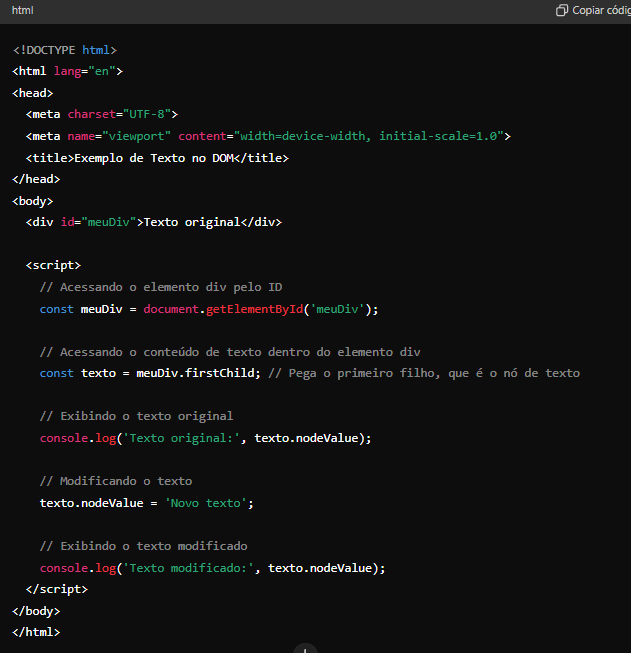 html
Copiar códig
<!DOCTYPE html>
<html lang="en">
<head>
<meta charset="UTF-8">
<meta name="viewport" content="width=device-width, initial-scale=1.0">
<title>Exemplo de Texto no DOM</title>
</head>
<body>
<div id="meuDiv">Texto original</div>
<script>
// Acessando o elemento div pelo ID
const meuDiv = document.getElementById('meuDiv');
// Acessando o conteúdo de texto dentro do elemento div
const texto = meuDiv.firstChild; // Pega o primeiro filho, que é o nó de texto
// Exibindo o texto original
console.log('Texto original:', texto.nodeValue);
// Modificando o texto
texto.nodeValue = 'Novo texto';
// Exibindo o texto modificado
console.log('Texto modificado:', texto.nodeValue);
</script>
</body>
</html>